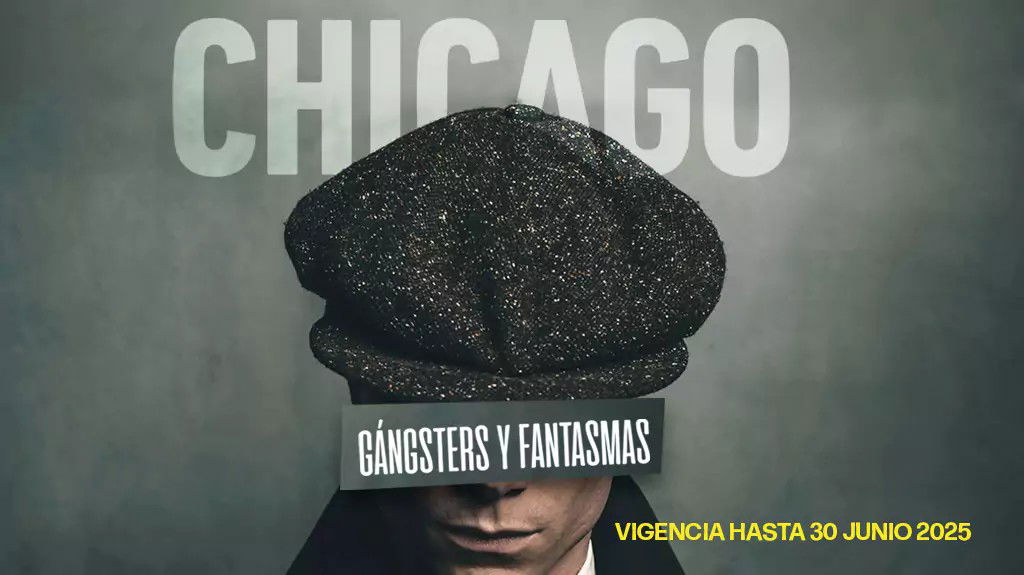 CHICAGO
GÁNGSTERS Y FANTASMAS
VIGENCIA HASTA 30 JUNIO 2025